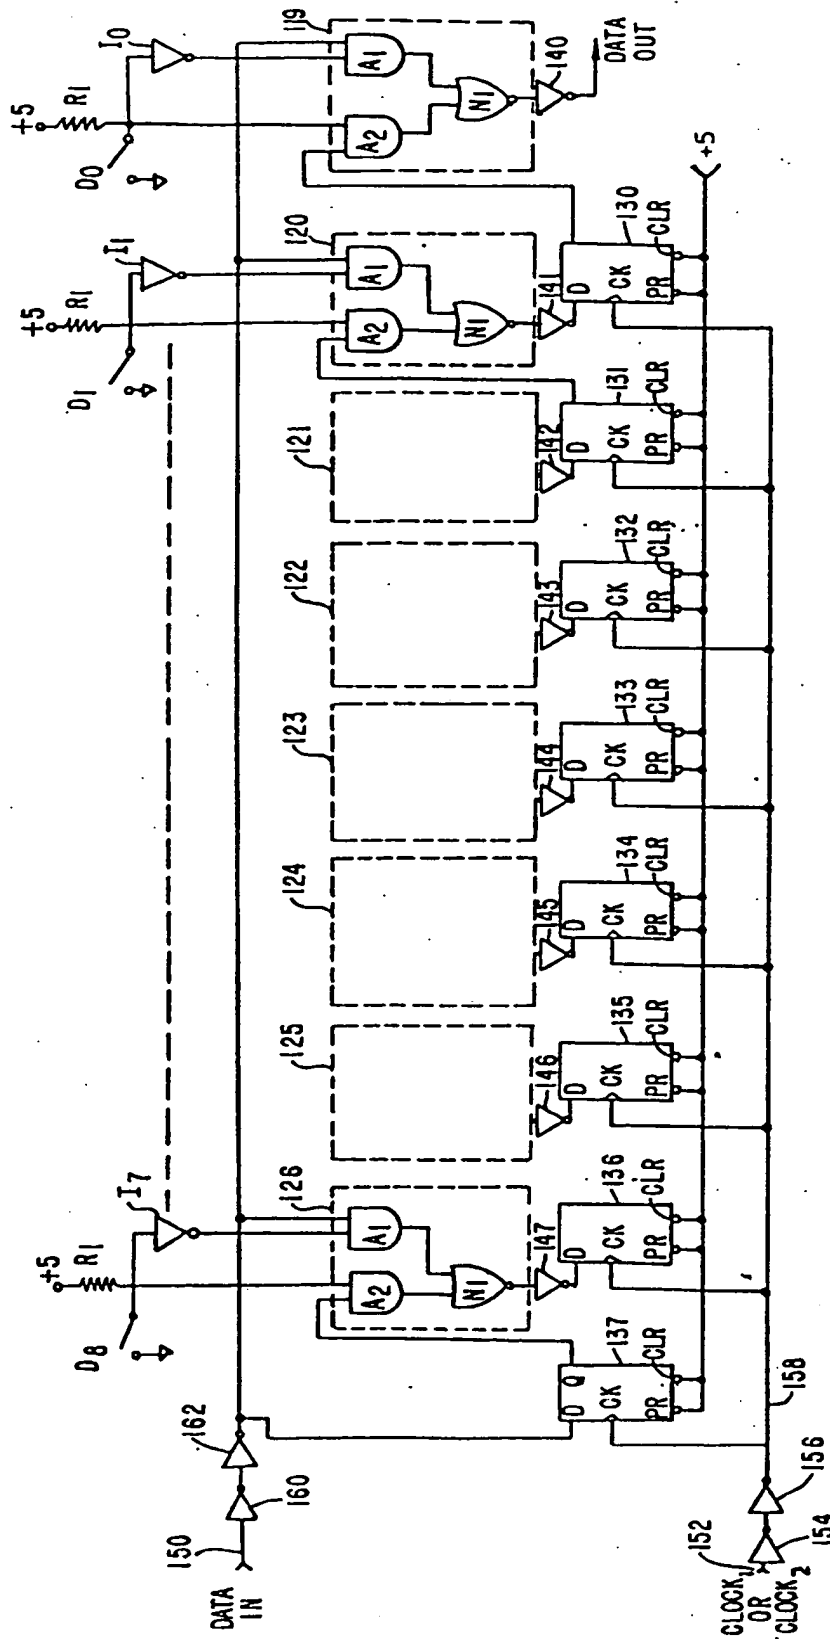 DATA IN
150
160
162
+5
R1
D8
I7
126
A1
A2
N1
147
125
146
124
145
123
144
122
143
121
142
+5
R1
D1
I1
120
A1
A2
N1
141
+5
R1
D0
I0
119
A1
A2
N1
140
DATA OUT
D
Q
137
CK
PR
CLR
D
136
CK
PR
CLR
D
135
CK
PR
CLR
D
134
CK
PR
CLR
D
133
CK
PR
CLR
D
132
CK
PR
CLR
D
131
CK
PR
CLR
D
130
CK
PR
CLR
+5
152
CLOCK1
OR
CLOCK2
154
156
158